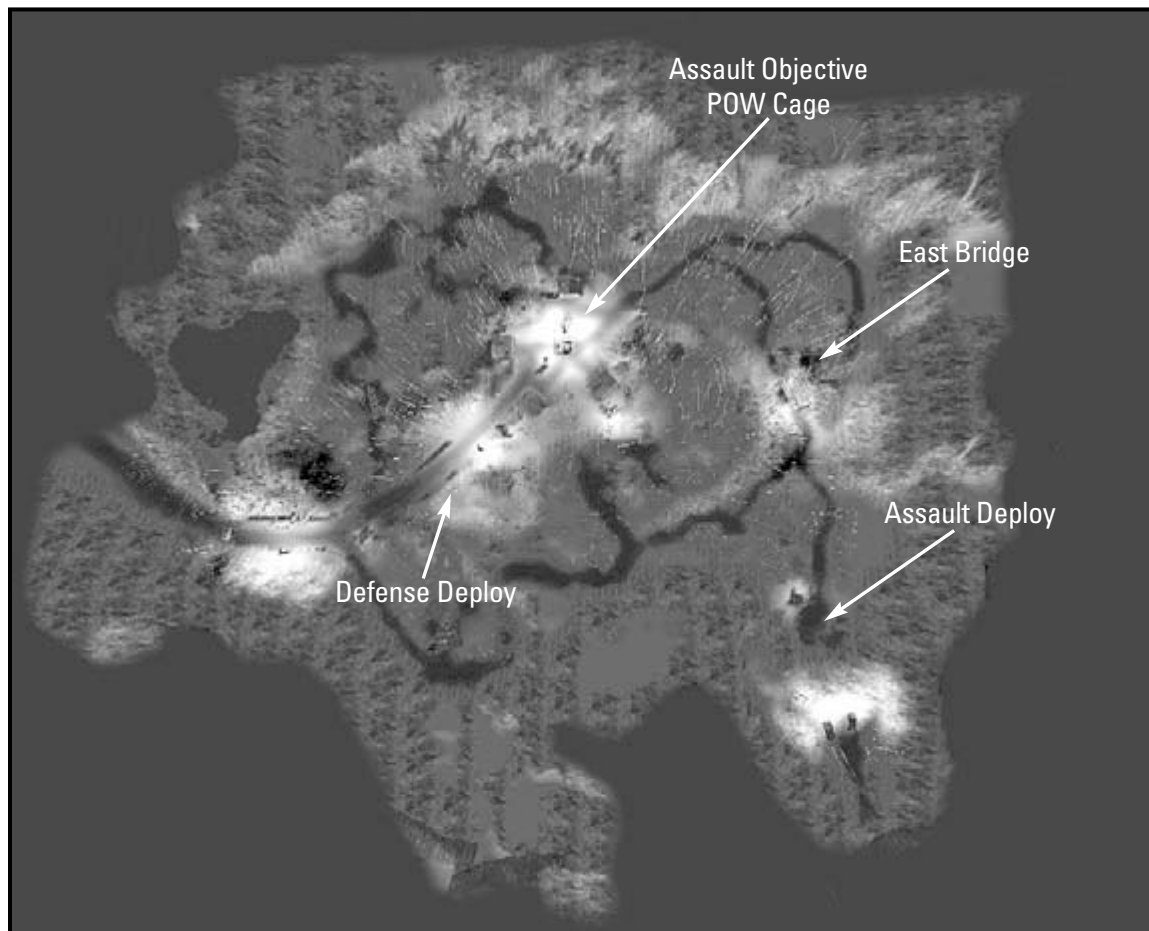 Assault Objective
POW Cage
East Bridge
Assault Deploy
Defense Deploy